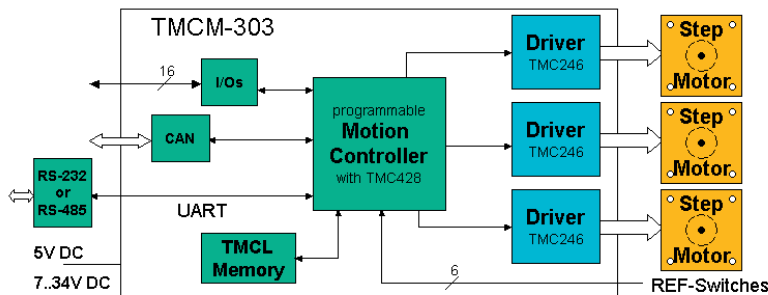 TMCM-303
16
I/Os
CAN
RS-232
or
RS-485
UART
5V DC
7..34V DC
TMCL
Memory
programmable
Motion
Controller
with TMC428
6
Driver
TMC246
Driver
TMC246
Driver
TMC246
Step
Motor
Step
Motor
Step
Motor
REF-Switches